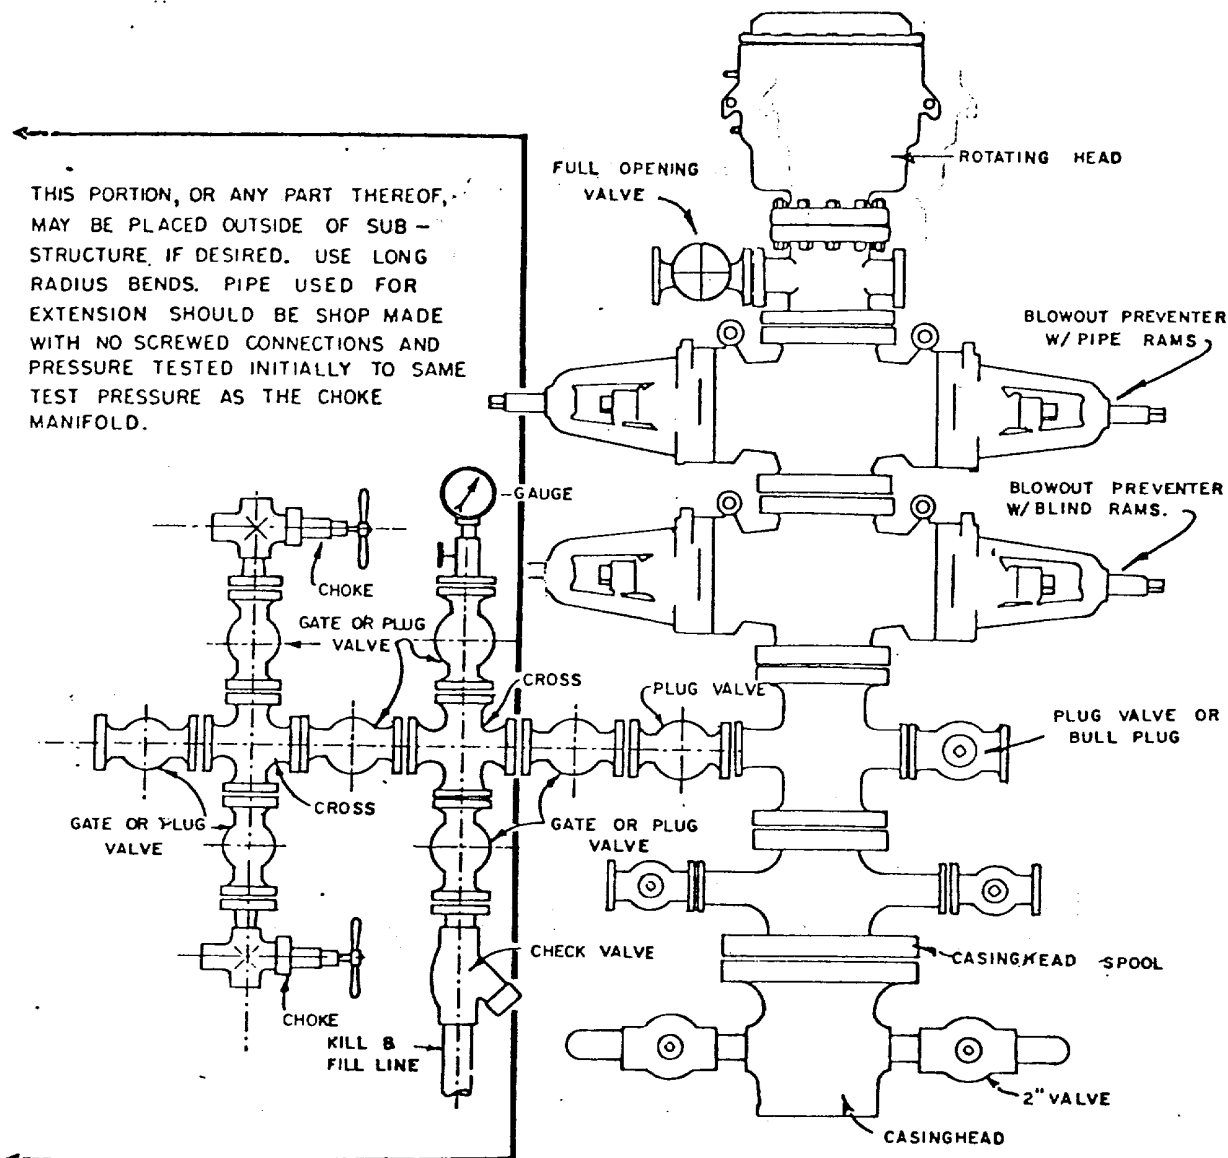 ROTATING HEAD
FULL OPENING
VALVE
THIS PORTION, OR ANY PART THEREOF,
MAY BE PLACED OUTSIDE OF SUB-
STRUCTURE IF DESIRED. USE LONG
RADIUS BENDS. PIPE USED FOR
EXTENSION SHOULD BE SHOP MADE
WITH NO SCREWED CONNECTIONS AND
PRESSURE TESTED INITIALLY TO SAME
TEST PRESSURE AS THE CHOKE
MANIFOLD.
BLOWOUT PREVENTER
W/ PIPE RAMS
GAUGE
BLOWOUT PREVENTER
W/BLIND RAMS.
CHOKE
GATE OR PLUG
VALVE
CROSS
PLUG VALVE
PLUG VALVE OR
BULL PLUG
CROSS
GATE OR PLUG
VALVE
GATE OR PLUG
VALVE
CHECK VALVE
CASINGHEAD SPOOL
CHOKE
KILL &
FILL LINE
2" VALVE
CASINGHEAD